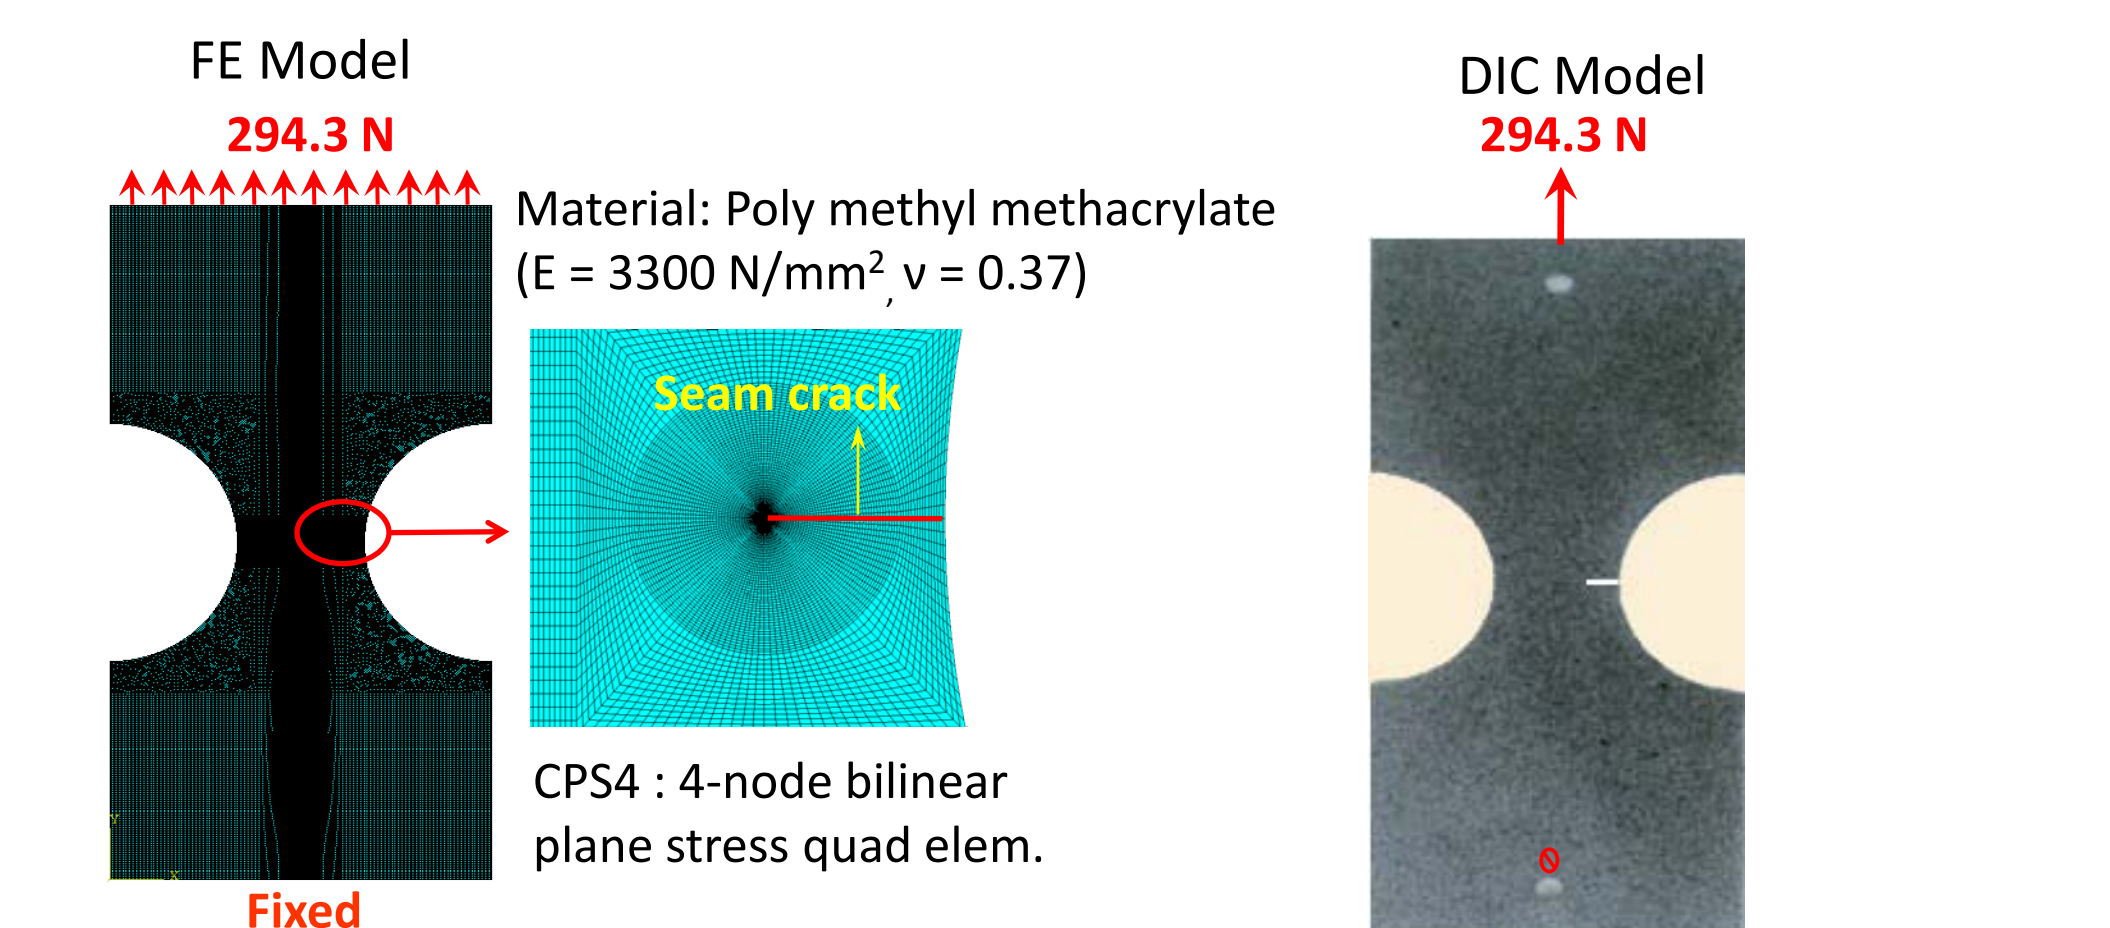 FE Model
294.3 N
Material: Poly methyl methacrylate
(E = 3300 N/mm², ν = 0.37)
Seam crack
CPS4 : 4-node bilinear
plane stress quad elem.
Y
X
Fixed
DIC Model
294.3 N
0